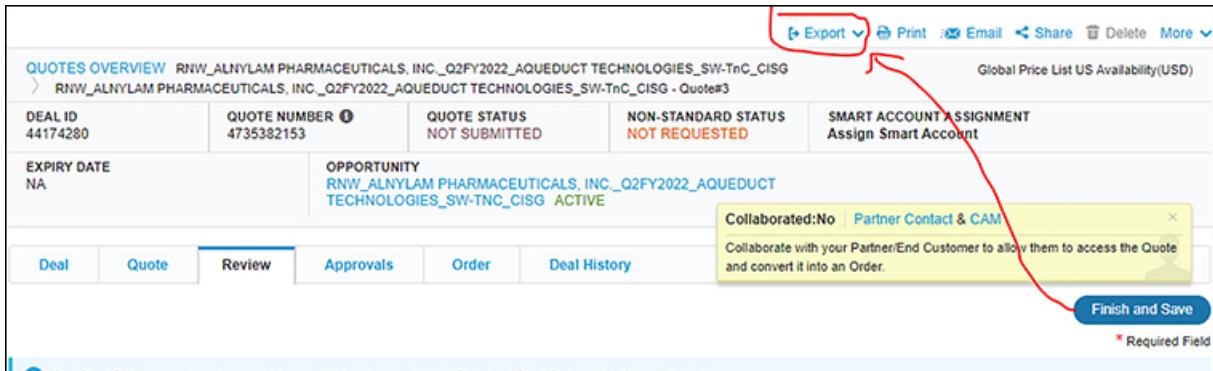 Export Print Email Share Delete More
QUOTES OVERVIEW RNW_ALNYLAM PHARMACEUTICALS, INC._Q2FY2022_AQUEDUCT TECHNOLOGIES_SW-TnC_CISG
Global Price List US Availability(USD)
RNW_ALNYLAM PHARMACEUTICALS, INC._Q2FY2022_AQUEDUCT TECHNOLOGIES_SW-TnC_CISG - Quote#3
DEAL ID
44174280
QUOTE NUMBER
4735382153
QUOTE STATUS
NOT SUBMITTED
NON-STANDARD STATUS
NOT REQUESTED
SMART ACCOUNT ASSIGNMENT
Assign Smart Account
EXPIRY DATE
NA
OPPORTUNITY
RNW_ALNYLAM PHARMACEUTICALS, INC._Q2FY2022_AQUEDUCT
TECHNOLOGIES_SW-TNC_CISG ACTIVE
Collaborated:No Partner Contact & CAM
Collaborate with your Partner/End Customer to allow them to access the Quote
and convert it into an Order.
Deal Quote Review Approvals Order Deal History
Finish and Save
* Required Field